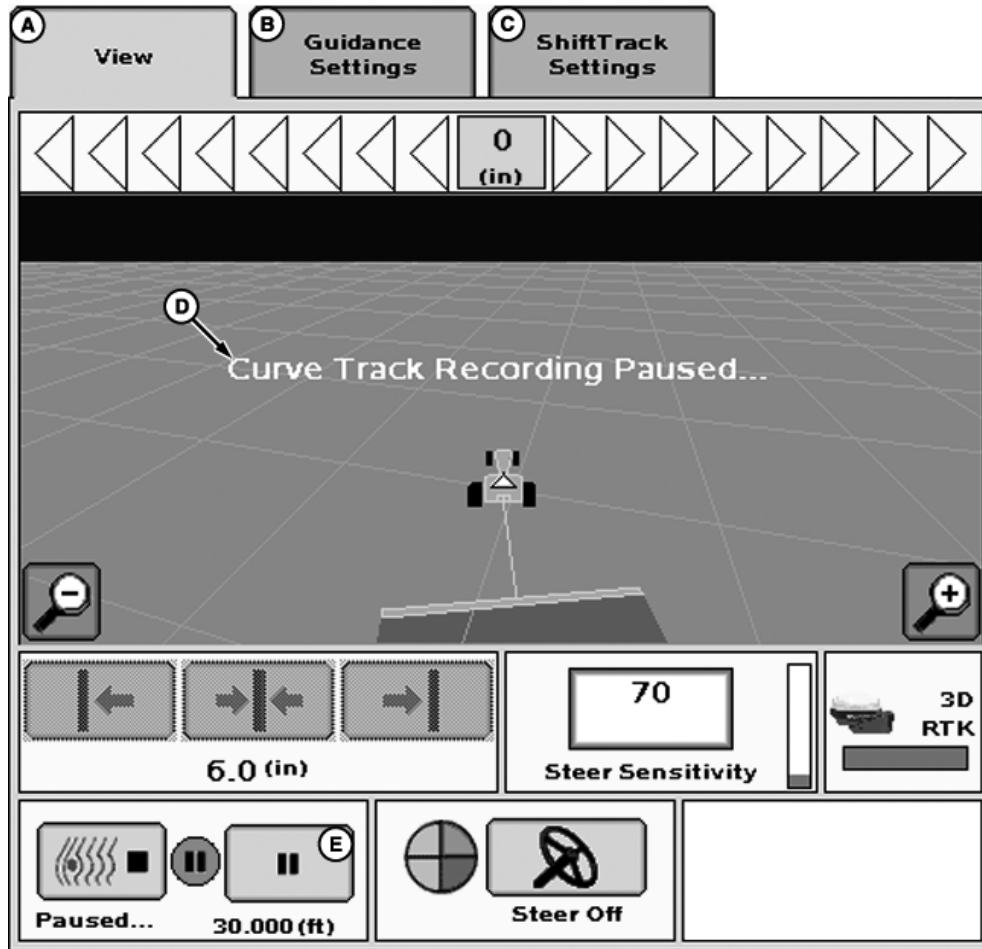 A
View
B
Guidance
Settings
C
ShiftTrack
Settings
0
(in)
D
Curve Track Recording Paused...
6.0 (in)
70
Steer Sensitivity
3D
RTK
E
Paused...
30.000 (ft)
Steer Off